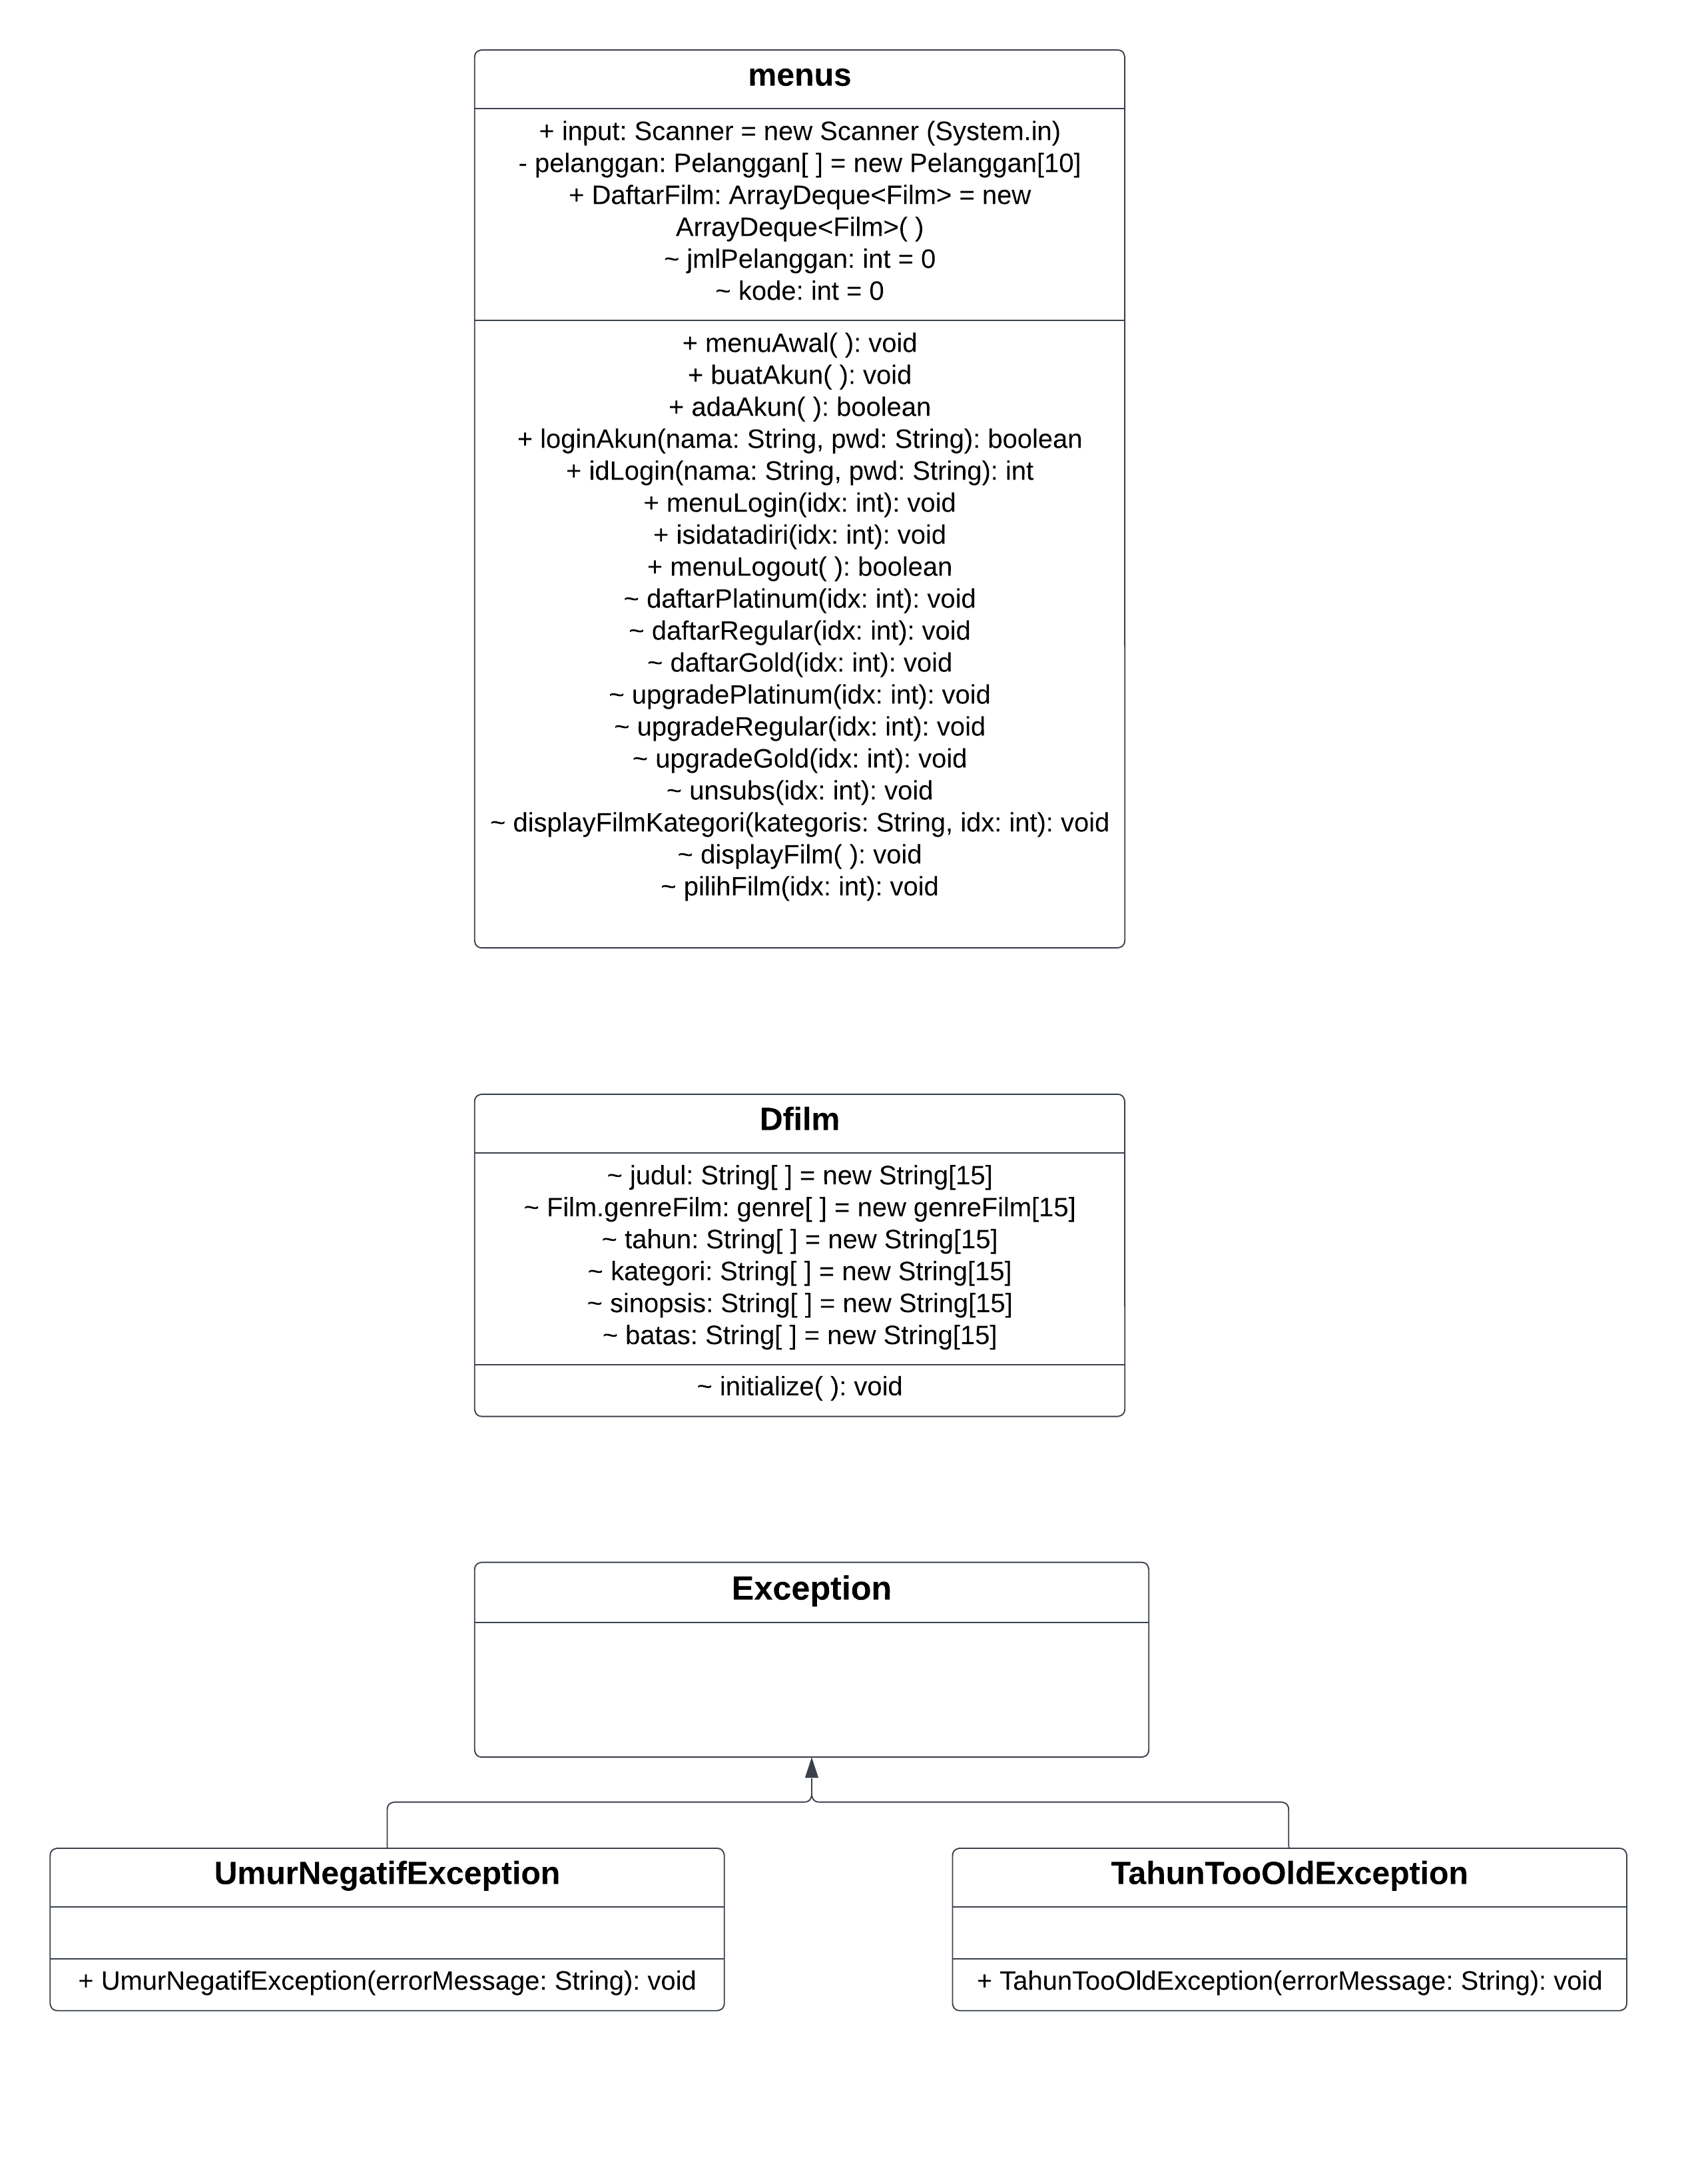 menus
+ input: Scanner = new Scanner (System.in)
- pelanggan: Pelanggan[ ] = new Pelanggan[10]
+ DaftarFilm: ArrayDeque<Film> = new
ArrayDeque<Film>( )
~ jmlPelanggan: int = 0
~ kode: int = 0
+ menuAwal( ): void
+ buatAkun( ): void
+ adaAkun( ): boolean
+ loginAkun(nama: String, pwd: String): boolean
+ idLogin(nama: String, pwd: String): int
+ menuLogin(idx: int): void
+ isidatadiri(idx: int): void
+ menuLogout( ): boolean
~ daftarPlatinum(idx: int): void
~ daftarRegular(idx: int): void
~ daftarGold(idx: int): void
~ upgradePlatinum(idx: int): void
~ upgradeRegular(idx: int): void
~ upgradeGold(idx: int): void
~ unsubs(idx: int): void
~ displayFilmKategori(kategoris: String, idx: int): void
~ displayFilm( ): void
~ pilihFilm(idx: int): void
Dfilm
~ judul: String[ ] = new String[15]
~ Film.genreFilm: genre[ ] = new genreFilm[15]
~ tahun: String[ ] = new String[15]
~ kategori: String[ ] = new String[15]
~ sinopsis: String[ ] = new String[15]
~ batas: String[ ] = new String[15]
~ initialize( ): void
Exception
UmurNegatifException
+ UmurNegatifException(errorMessage: String): void
TahunTooOldException
+ TahunTooOldException(errorMessage: String): void